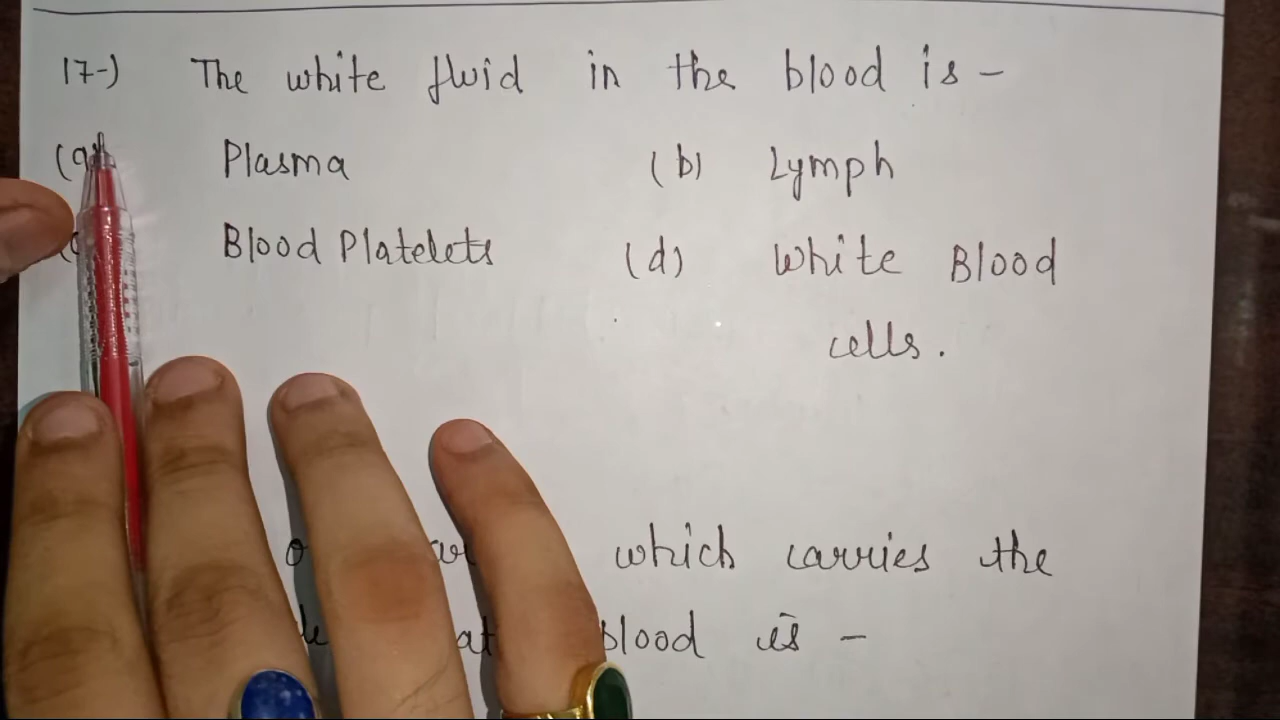 17-) The white fluid in the blood is -
(a) Plasma (b) Lymph
Blood Platelets (d) White Blood
cells.
which carries the
blood is -